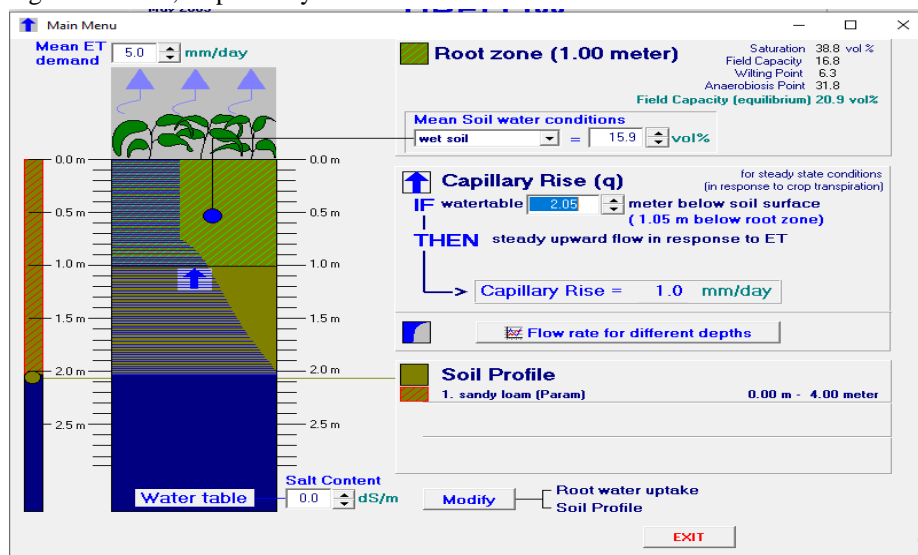 Main Menu
Mean ET demand 5.0 mm/day
Root zone (1.00 meter)
Saturation 38.8 vol %
Field Capacity 16.8
Wilting Point 6.3
Anaerobiosis Point 31.8
Field Capacity (equilibrium) 20.9 vol%
Mean Soil water conditions
wet soil = 15.9 vol%
0.0 m 0.0 m
0.5 m 0.5 m
1.0 m 1.0 m
1.5 m 1.5 m
2.0 m 2.0 m
2.5 m 2.5 m
Capillary Rise (q)
for steady state conditions
(in response to crop transpiration)
IF watertable 2.05 meter below soil surface
( 1.05 m below root zone)
THEN steady upward flow in response to ET
Capillary Rise = 1.0 mm/day
Flow rate for different depths
Soil Profile
1. sandy loam (Param) 0.00 m - 4.00 meter
Water table
Salt Content
0.0 dS/m
Modify
Root water uptake
Soil Profile
EXIT